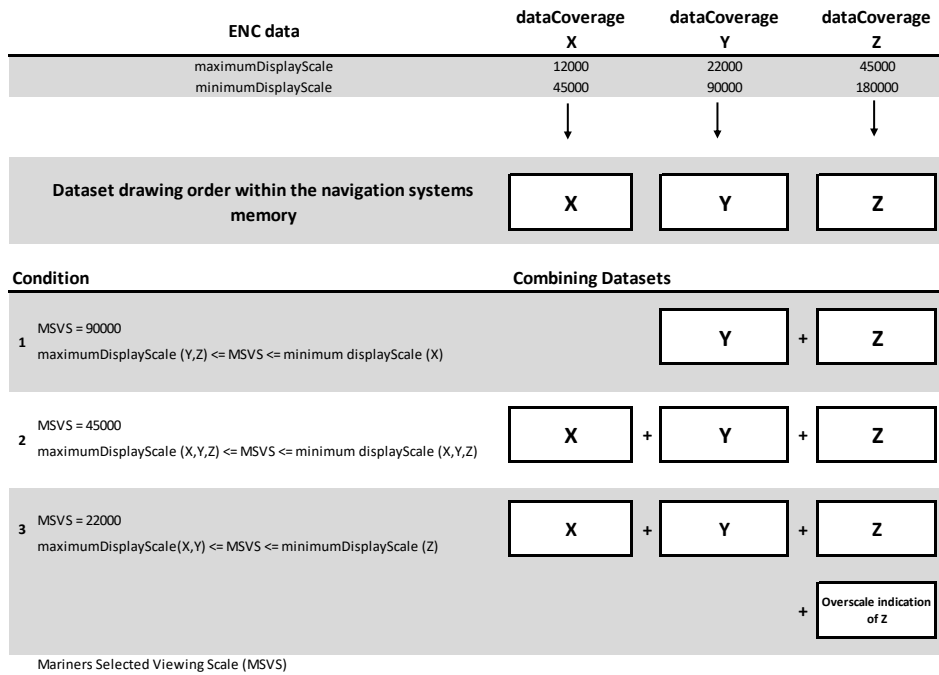 ENC data dataCoverage X dataCoverage Y dataCoverage Z
maximumDisplayScale 12000 22000 45000
minimumDisplayScale 45000 90000 180000
Dataset drawing order within the navigation systems
memory
X Y Z
Condition Combining Datasets
1 MSVS = 90000
maximumDisplayScale (Y,Z) <= MSVS <= minimum displayScale (X)
Y + Z
2 MSVS = 45000
maximumDisplayScale (X,Y,Z) <= MSVS <= minimum displayScale (X,Y,Z)
X + Y + Z
3 MSVS = 22000
maximumDisplayScale(X,Y) <= MSVS <= minimumDisplayScale (Z)
X + Y + Z
+ Overscale indication
of Z
Mariners Selected Viewing Scale (MSVS)